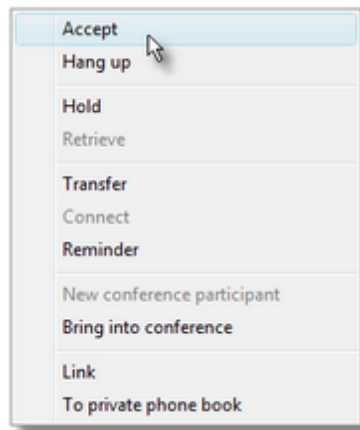 Accept
Hang up
Hold
Retrieve
Transfer
Connect
Reminder
New conference participant
Bring into conference
Link
To private phone book